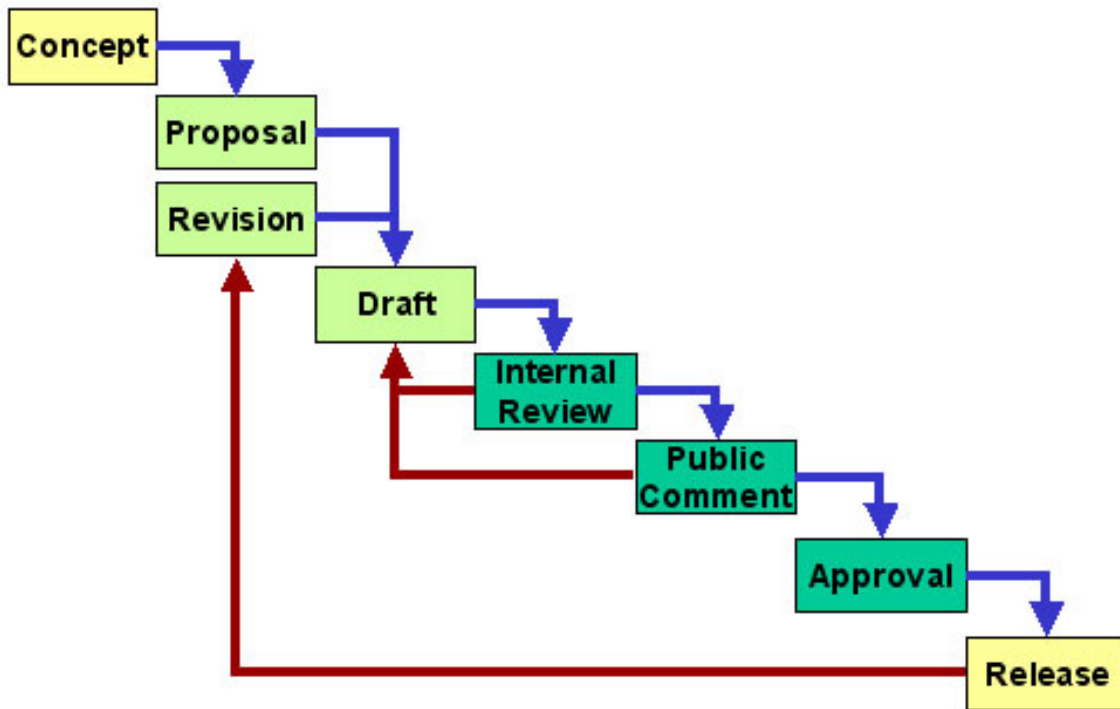 Concept
Proposal
Revision
Draft
Internal
Review
Public
Comment
Approval
Release